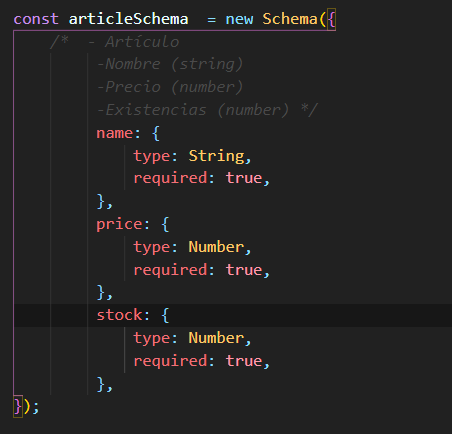 const articleSchema  = new Schema({
    /*  - Artículo
        -Nombre (string)
        -Precio (number)
        -Existencias (number) */
        name: {
            type: String,
            required: true,
        },
        price: {
            type: Number,
            required: true,
        },
        stock: {
            type: Number,
            required: true,
        },
});